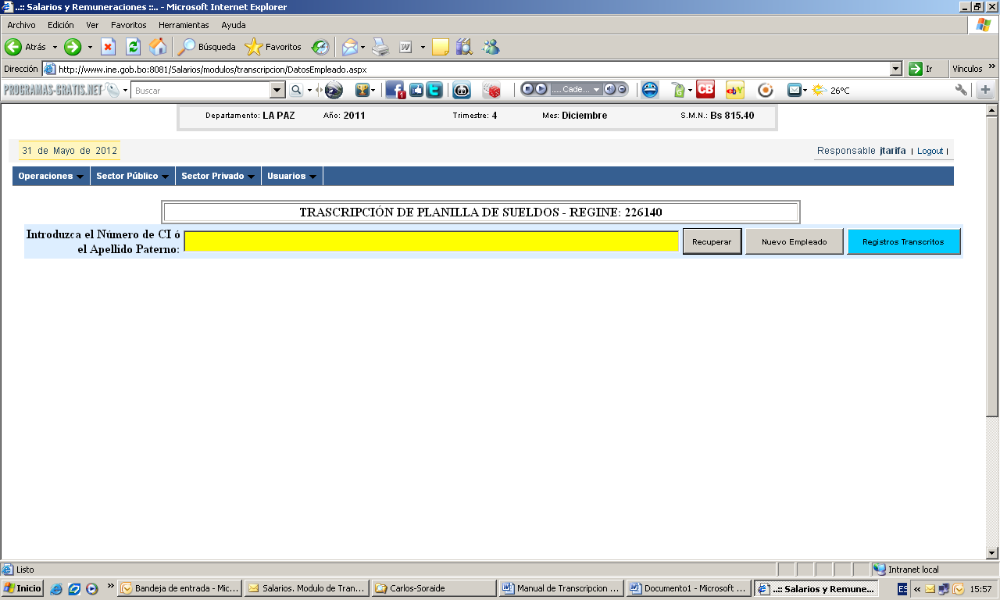 ..:: Salarios y Remuneraciones ::.. - Microsoft Internet Explorer
Archivo Edición Ver Favoritos Herramientas Ayuda
Atrás Búsqueda Favoritos
Dirección http://www.ine.gob.bo:8081/Salarios/modulos/transcripcion/DatosEmpleado.aspx Ir Vínculos »
PROGRAMAS-GRATIS.NET Buscar 1 ..... Cade... CB ebY 26°C
Departamento: LA PAZ Año: 2011 Trimestre: 4 Mes: Diciembre S.M.N.: Bs 815.40
31 de Mayo de 2012 Responsable jtarifa | Logout |
Operaciones Sector Público Sector Privado Usuarios
TRASCRIPCIÓN DE PLANILLA DE SUELDOS - REGINE: 226140
Introduzca el Número de CI ó
el Apellido Paterno: Recuperar Nuevo Empleado Registros Transcritos
Listo Intranet local
Inicio » Bandeja de entrada - Mic... Salarios. Modulo de Tran... Carlos-Soraide Manual de Transcripcion ... Documento1 - Microsoft ... ..:: Salarios y Remune... ES « 15:57